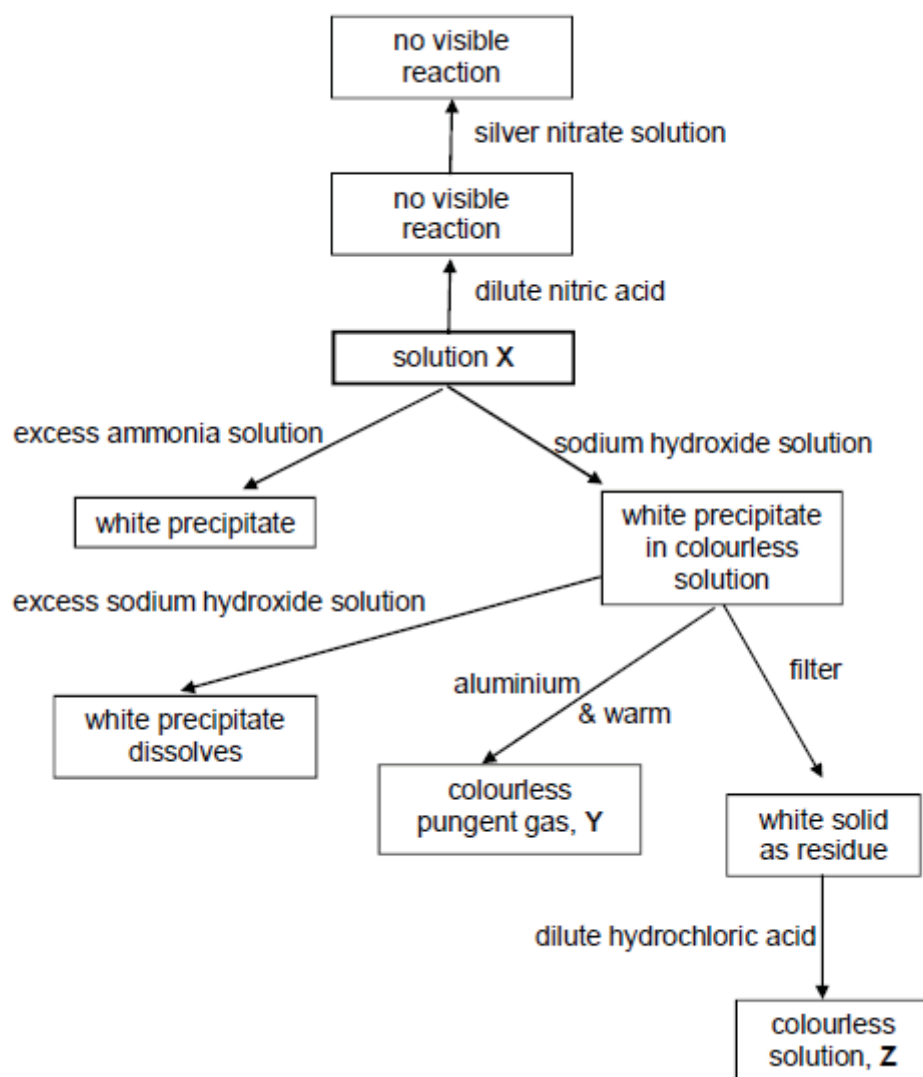 no visible
reaction
silver nitrate solution
no visible
reaction
dilute nitric acid
solution X
excess ammonia solution
sodium hydroxide solution
white precipitate
white precipitate
in colourless
solution
excess sodium hydroxide solution
aluminium
& warm
filter
white precipitate
dissolves
colourless
pungent gas, Y
white solid
as residue
dilute hydrochloric acid
colourless
solution, Z